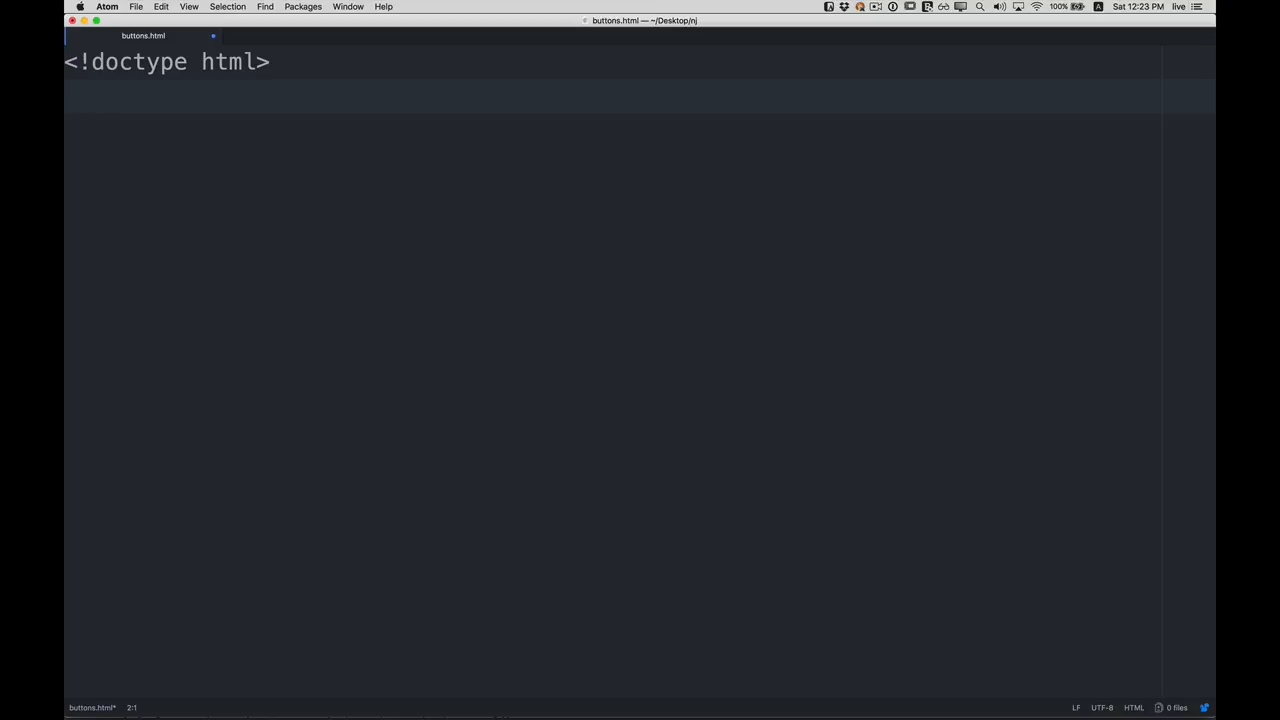 Atom File Edit View Selection Find Packages Window Help 100% Sat 12:23 PM live
buttons.html — ~/Desktop/nj
buttons.html
<!doctype html>
buttons.html* 2:1 LF UTF-8 HTML 0 files